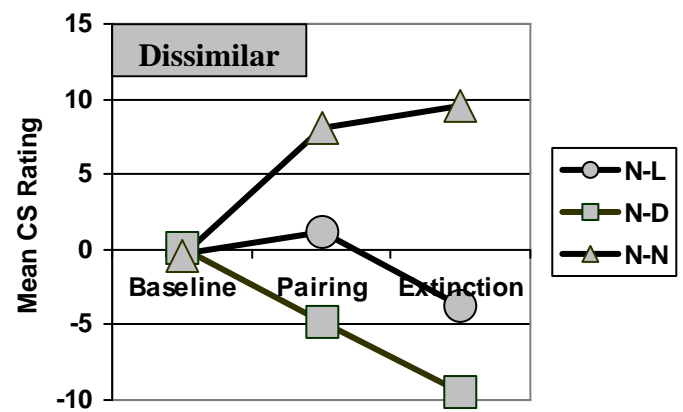 Dissimilar
15
10
5
0
-5
-10
Mean CS Rating
Baseline Pairing Extinction
N-L
N-D
N-N